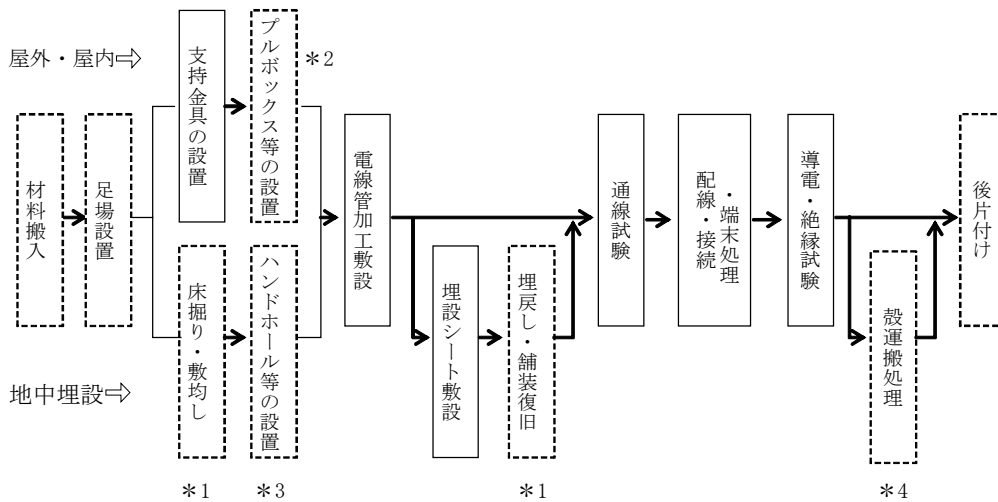 屋外・屋内⇨
材料搬入
足場設置
支持金具の設置
プルボックス等の設置
＊2
床掘り・敷均し
ハンドホール等の設置
電線管加工敷設
埋設シート敷設
埋戻し・舗装復旧
通線試験
配線・接続
・端末処理
導電・絶縁試験
殻運搬処理
後片付け
地中埋設⇨
＊1
＊3
＊1
＊4